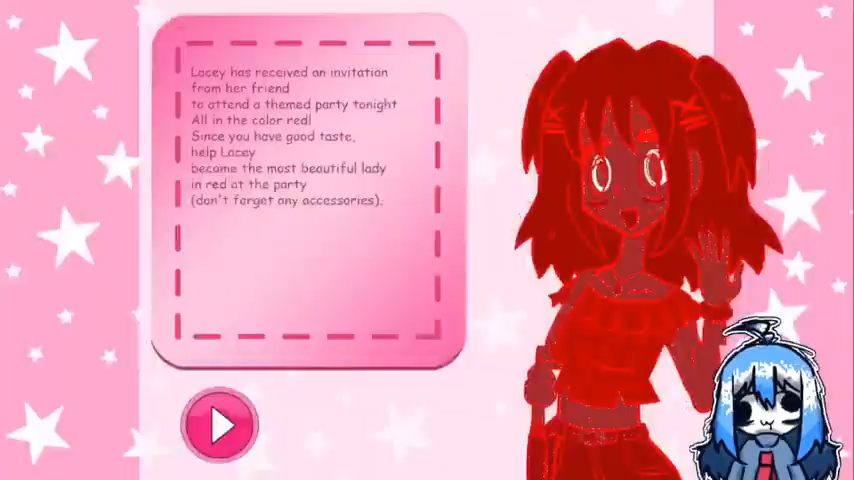 Lacey has received an invitation
from her friend
to attend a themed party tonight
All in the color red!
Since you have good taste,
help Lacey
become the most beautiful lady
in red at the party
(don't forget any accessories).